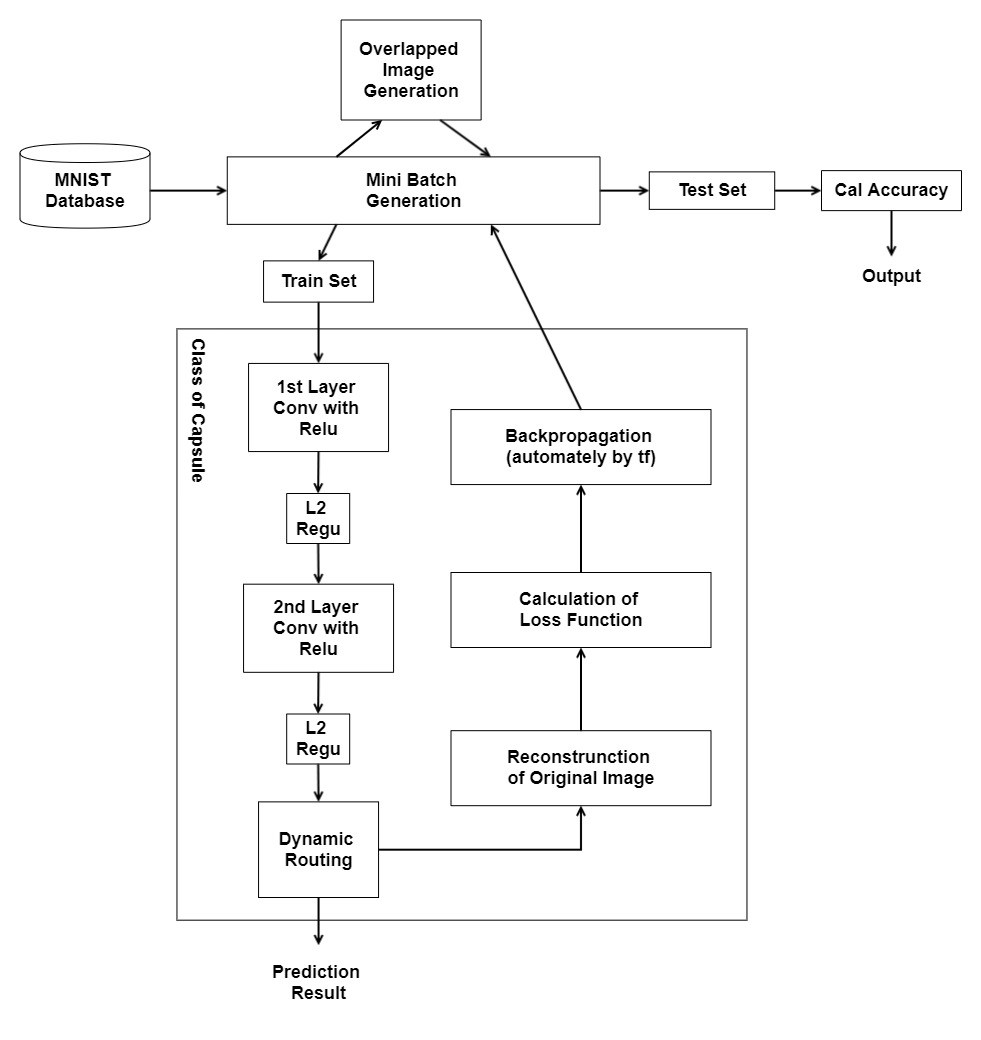 Overlapped
Image
Generation
MNIST
Database
Mini Batch
Generation
Test Set
Cal Accuracy
Output
Train Set
Class of Capsule
1st Layer
Conv with
Relu
L2
Regu
2nd Layer
Conv with
Relu
L2
Regu
Dynamic
Routing
Prediction
Result
Backpropagation
(automately by tf)
Calculation of
Loss Function
Reconstrunction
of Original Image